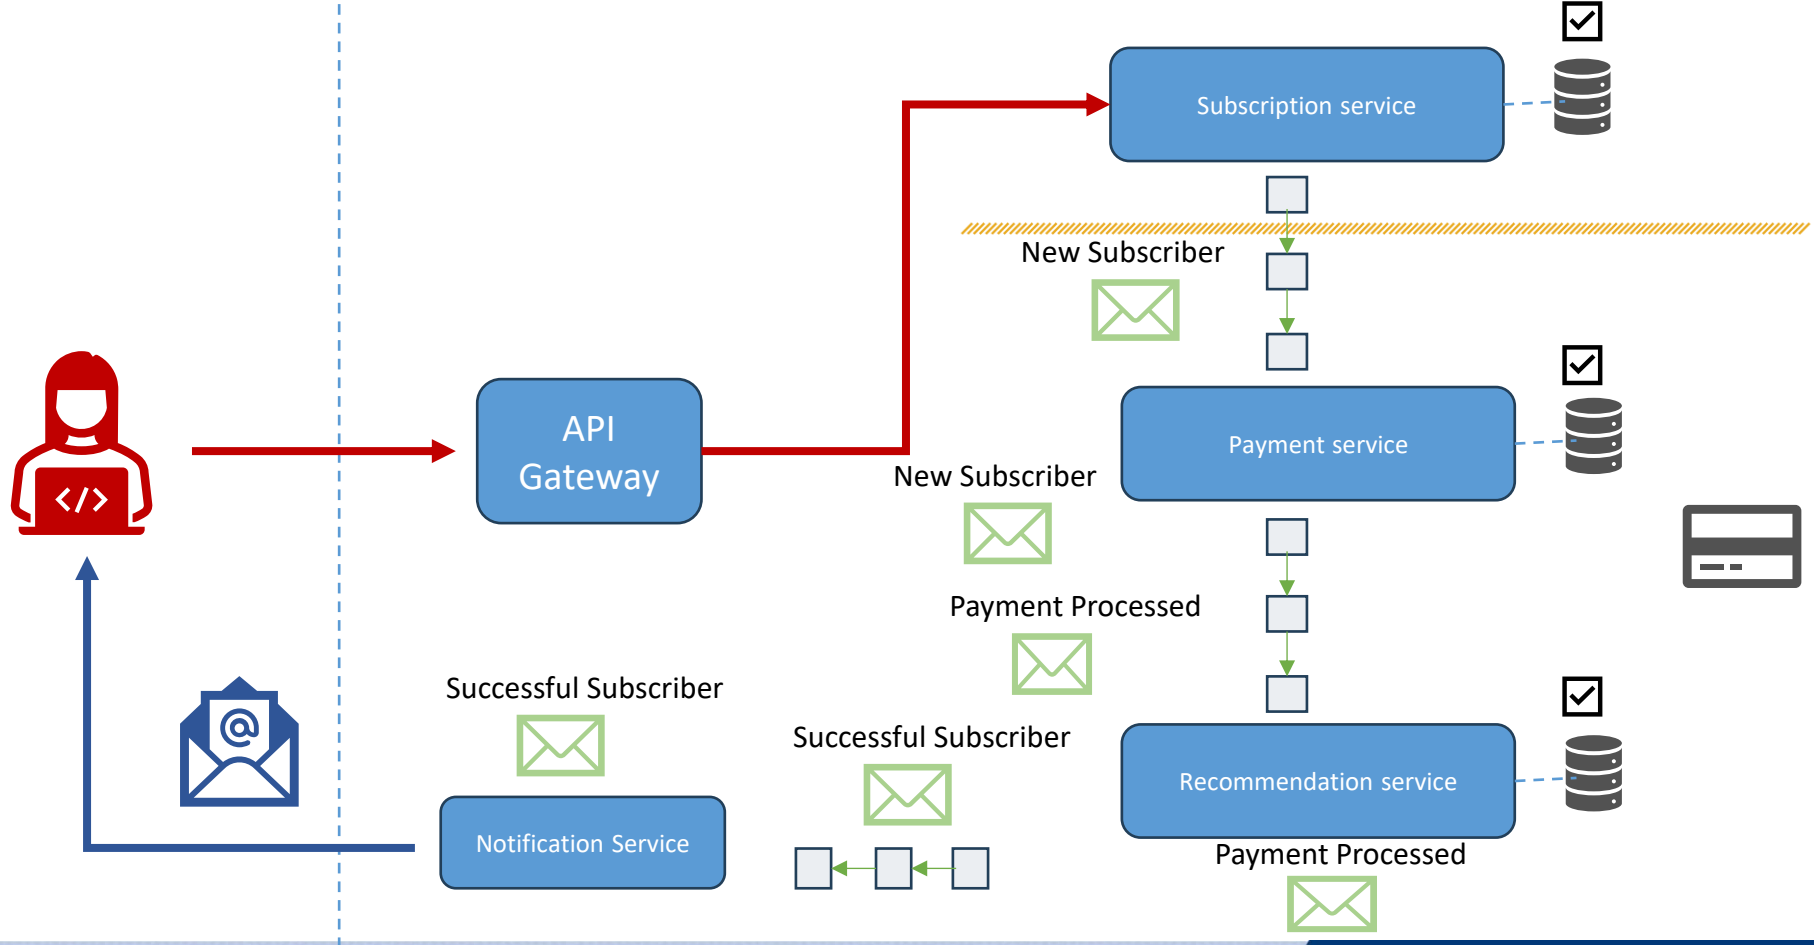 Subscription service
New Subscriber
API
Gateway
Payment service
New Subscriber
</>
Payment Processed
Successful Subscriber
@
Successful Subscriber
Recommendation service
Notification Service
Payment Processed